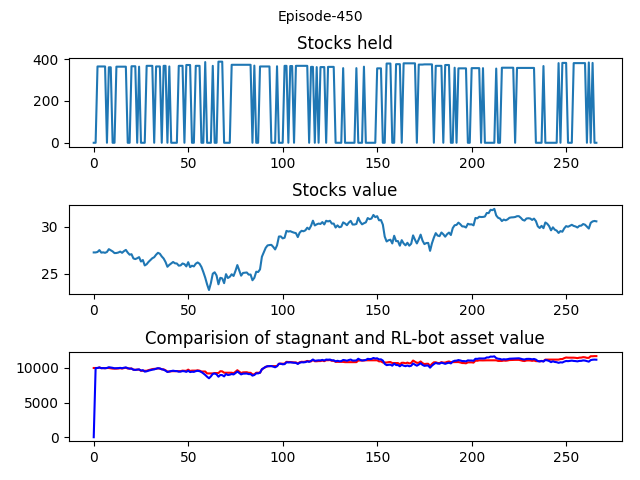 Episode-450
Stocks held
400
200
0
0 50 100 150 200 250
Stocks value
30
25
0 50 100 150 200 250
Comparision of stagnant and RL-bot asset value
10000
5000
0
0 50 100 150 200 250